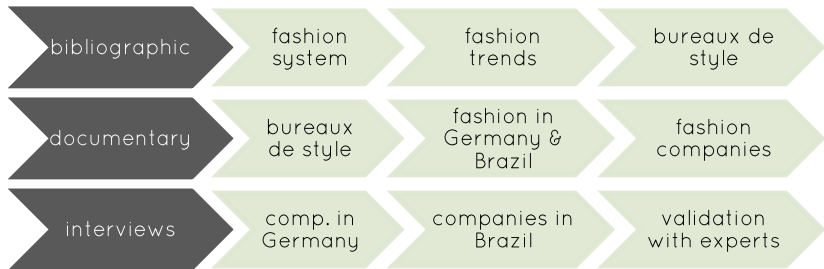 bibliographic
fashion
system
fashion
trends
bureaux de
style
documentary
bureaux
de style
fashion in
Germany &
Brazil
fashion
companies
interviews
comp. in
Germany
companies in
Brazil
validation
with experts